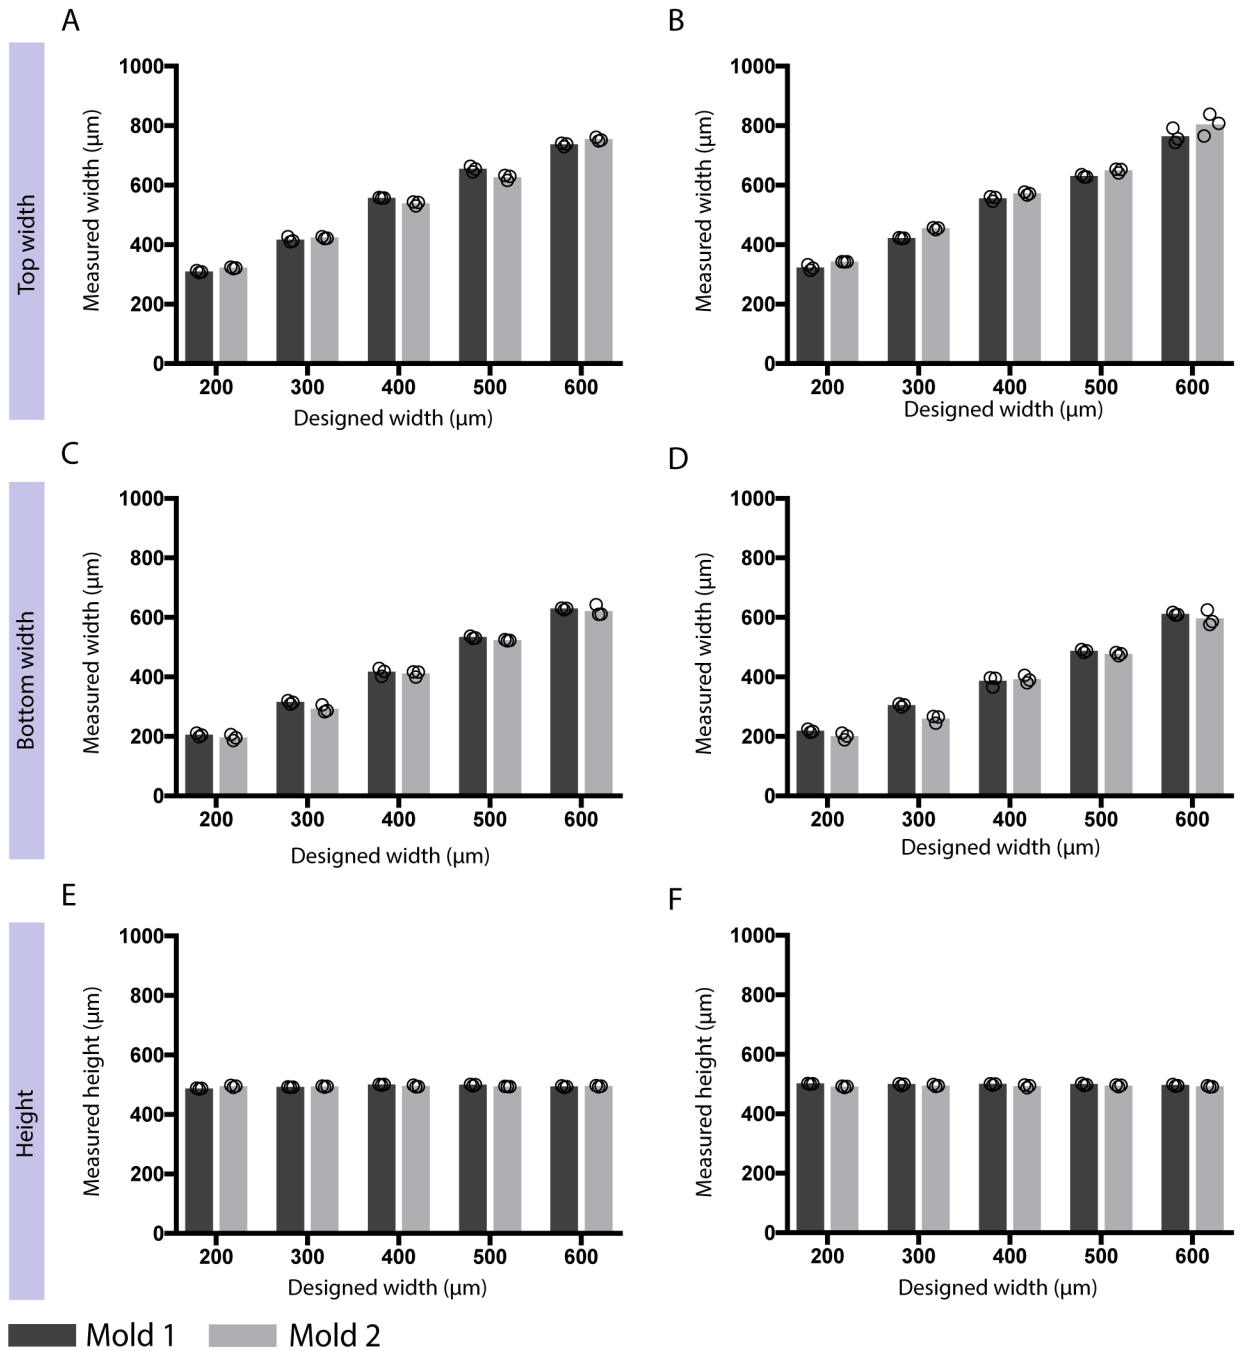 A
Top width
Measured width (µm)
1000
800
600
400
200
0
200 300 400 500 600
Designed width (µm)
B
Measured width (µm)
1000
800
600
400
200
0
200 300 400 500 600
Designed width (µm)
C
Bottom width
Measured width (µm)
1000
800
600
400
200
0
200 300 400 500 600
Designed width (µm)
D
Measured width (µm)
1000
800
600
400
200
0
200 300 400 500 600
Designed width (µm)
E
Height
Measured height (µm)
1000
800
600
400
200
0
200 300 400 500 600
Designed width (µm)
F
Measured height (µm)
1000
800
600
400
200
0
200 300 400 500 600
Designed width (µm)
Mold 1 Mold 2